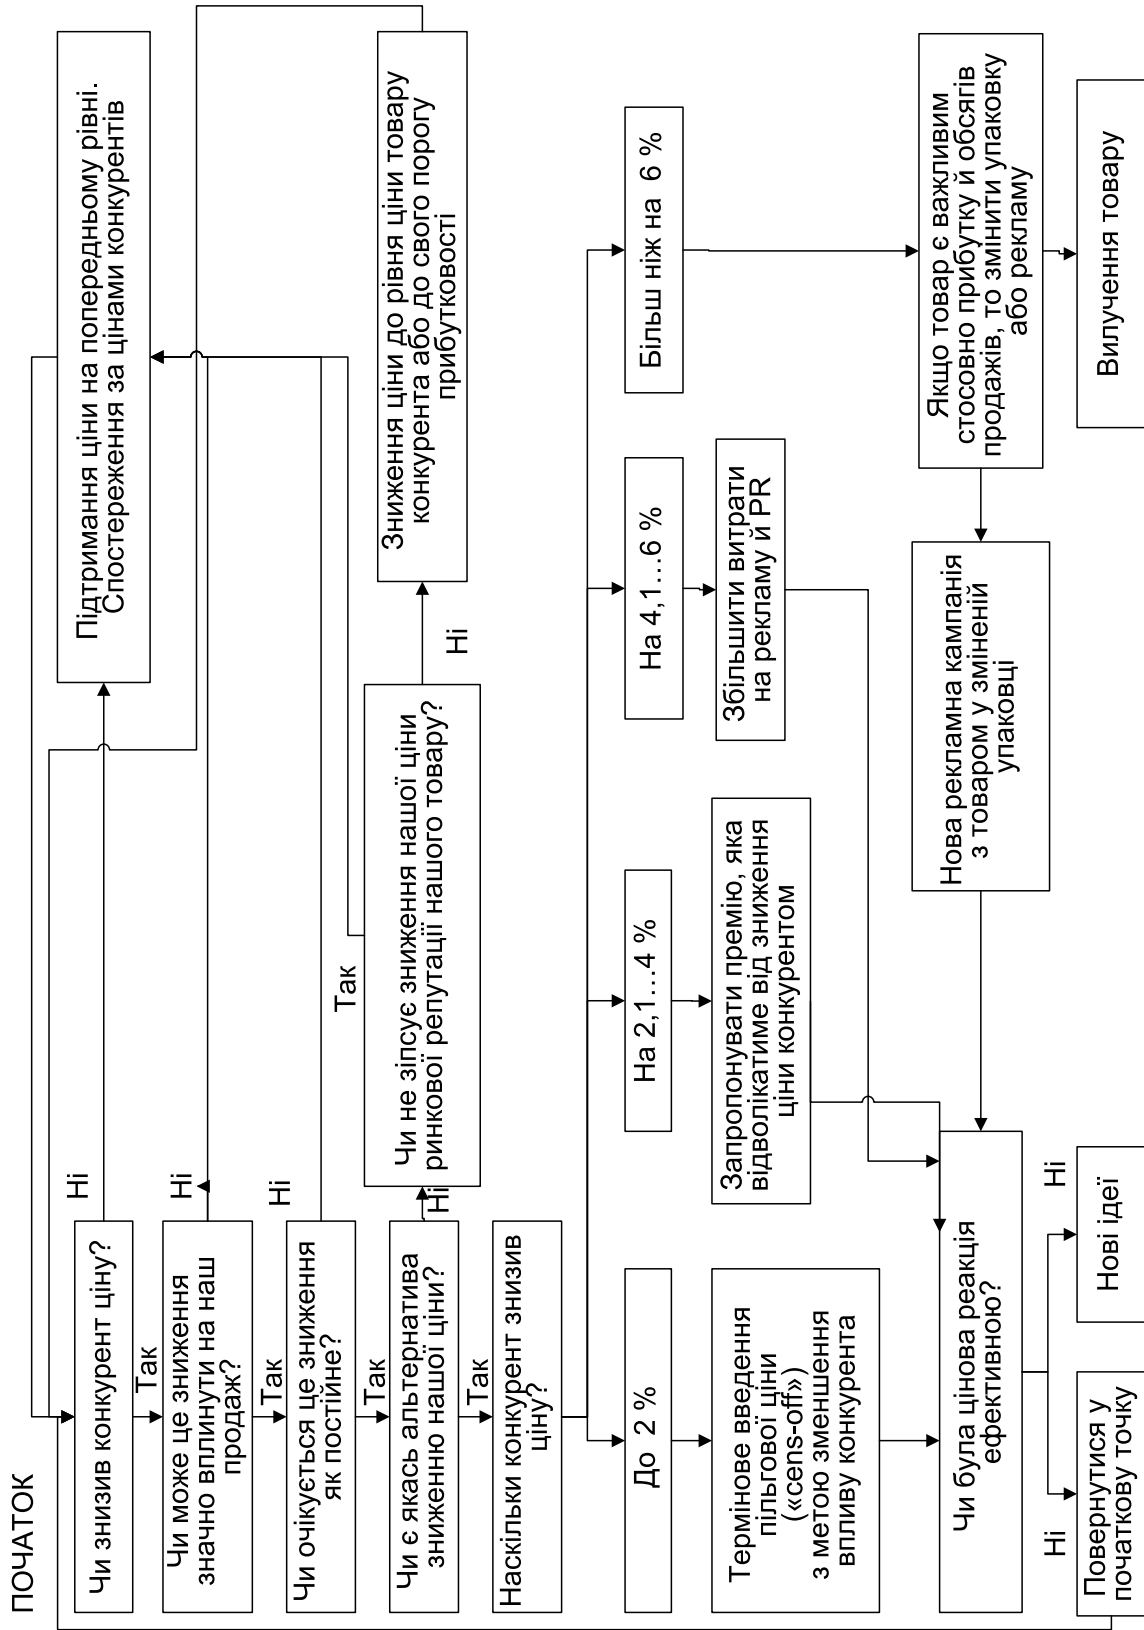 ПОЧАТОК
Чи знизив конкурент ціну?
Ні
Підтримання ціни на попередньому рівні.
Спостереження за цінами конкурентів
Так
Чи може це зниження
значно вплинути на наш
продаж?
Ні
Так
Чи очікується це зниження
як постійне?
Ні
Так
Чи є якась альтернатива
зниженню нашої ціни?
Ні
Чи не зіпсує зниження нашої ціни
ринкової репутації нашого товару?
Так
Ні
Зниження ціни до рівня ціни товару
конкурента або до свого порогу
прибутковості
Так
Наскільки конкурент знизив
ціну?
До 2 %
На 2,1…4 %
На 4,1…6 %
Більш ніж на 6 %
Термінове введення
пільгової ціни
(«cens-off»)
з метою зменшення
впливу конкурента
Запропонувати премію, яка
відволікатиме від зниження
ціни конкурентом
Збільшити витрати
на рекламу й PR
Якщо товар є важливим
стосовно прибутку й обсягів
продажів, то змінити упаковку
або рекламу
Нова рекламна кампанія
з товаром у зміненій
упаковці
Вилучення товару
Чи була цінова реакція
ефективною?
Ні
Ні
Повернутися у
початкову точку
Нові ідеї